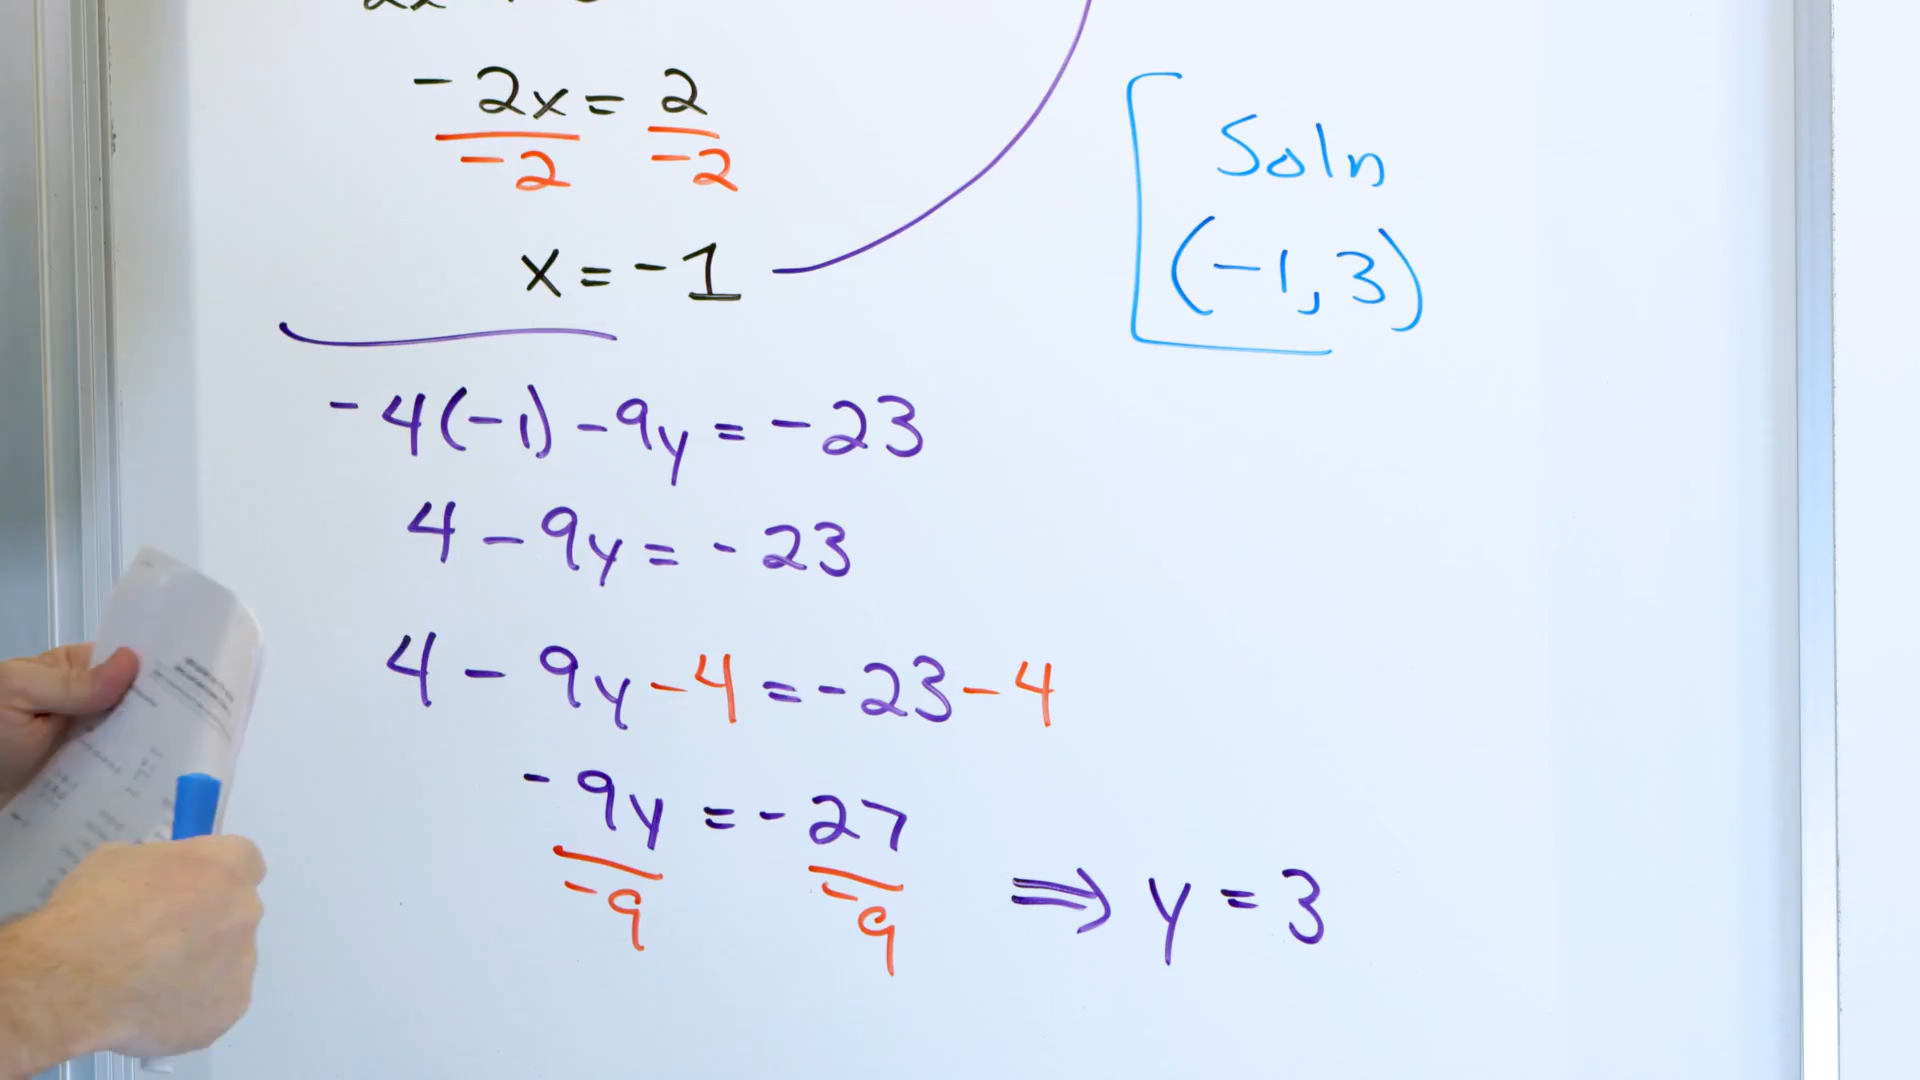 -2x = 2
-2 -2
x = -1
Soln
(-1, 3)
-4(-1) - 9y = -23
4 - 9y = -23
4 - 9y - 4 = -23 - 4
-9y = -27
-9 -9 ⇒ y = 3